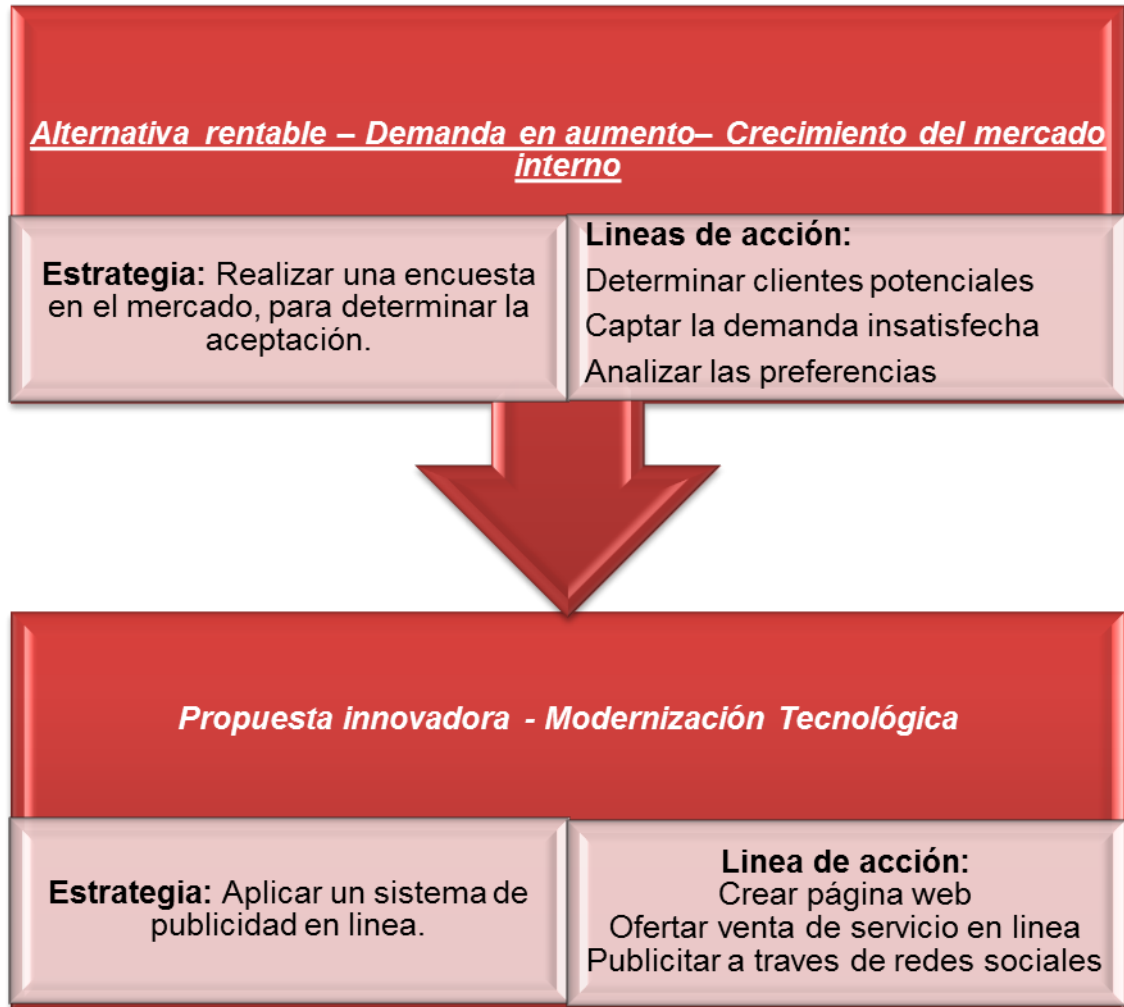 Alternativa rentable – Demanda en aumento– Crecimiento del mercado
interno
Estrategia: Realizar una encuesta
en el mercado, para determinar la
aceptación.
Lineas de acción:
Determinar clientes potenciales
Captar la demanda insatisfecha
Analizar las preferencias
Propuesta innovadora - Modernización Tecnológica
Estrategia: Aplicar un sistema de
publicidad en linea.
Linea de acción:
Crear página web
Ofertar venta de servicio en linea
Publicitar a traves de redes sociales